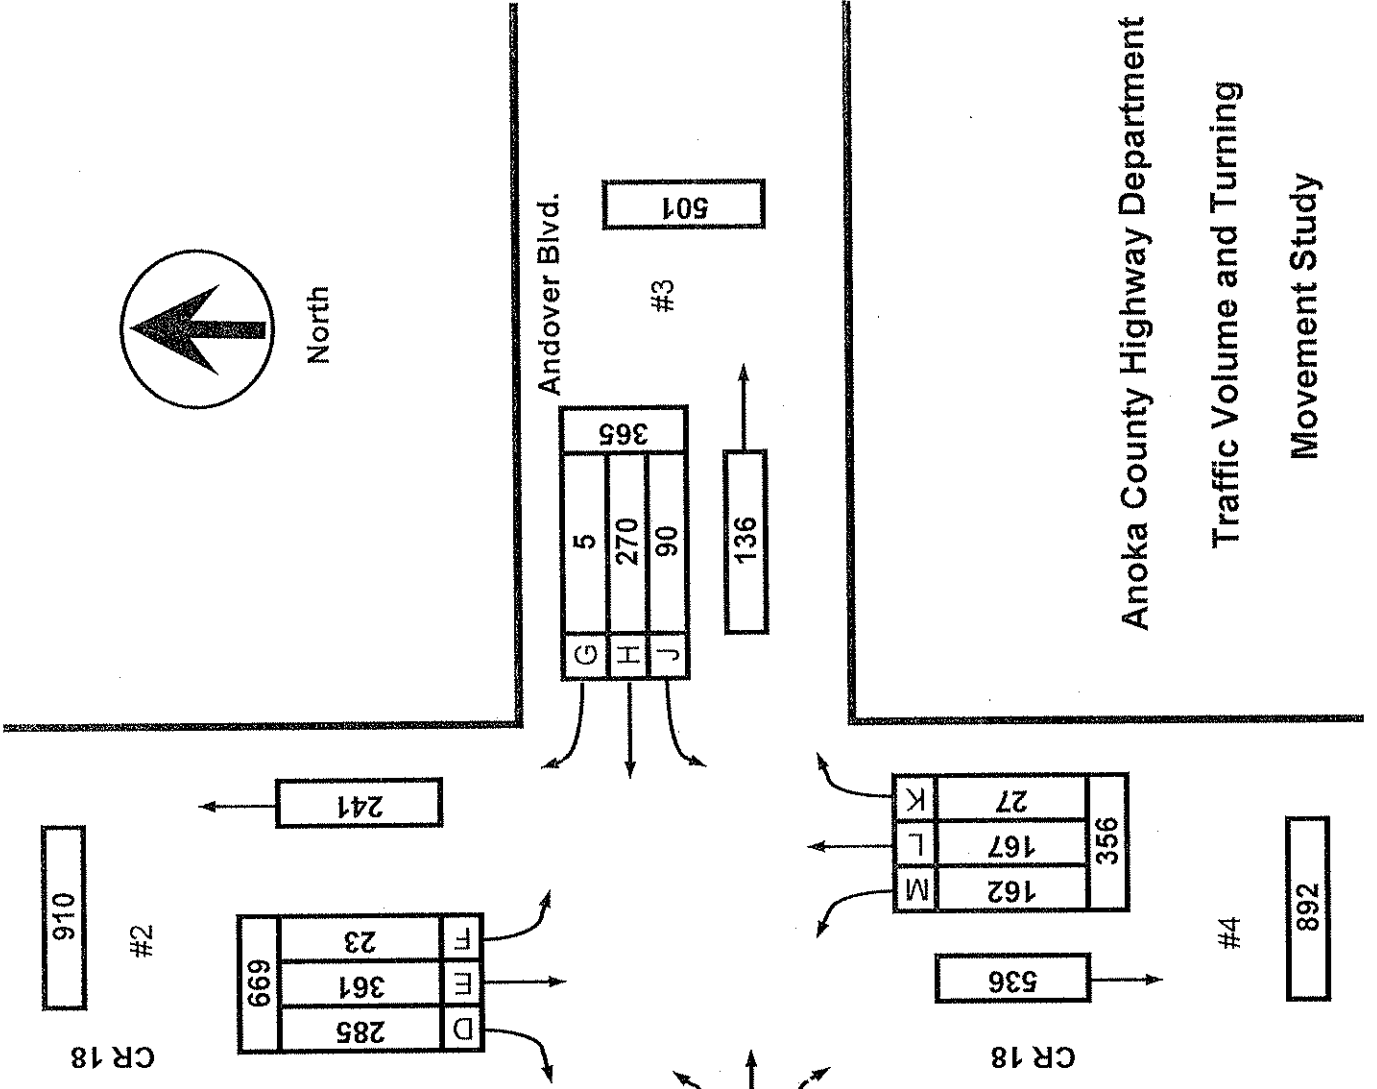 North
Andover Blvd.
#3
501
365
G 5
H 270
J 90
136
910
#2
CR 18
669
D 285
E 361
F 23
241
K 27
L 167
M 162
356
536
#4
892
CR 18
Anoka County Highway Department
Traffic Volume and Turning
Movement Study